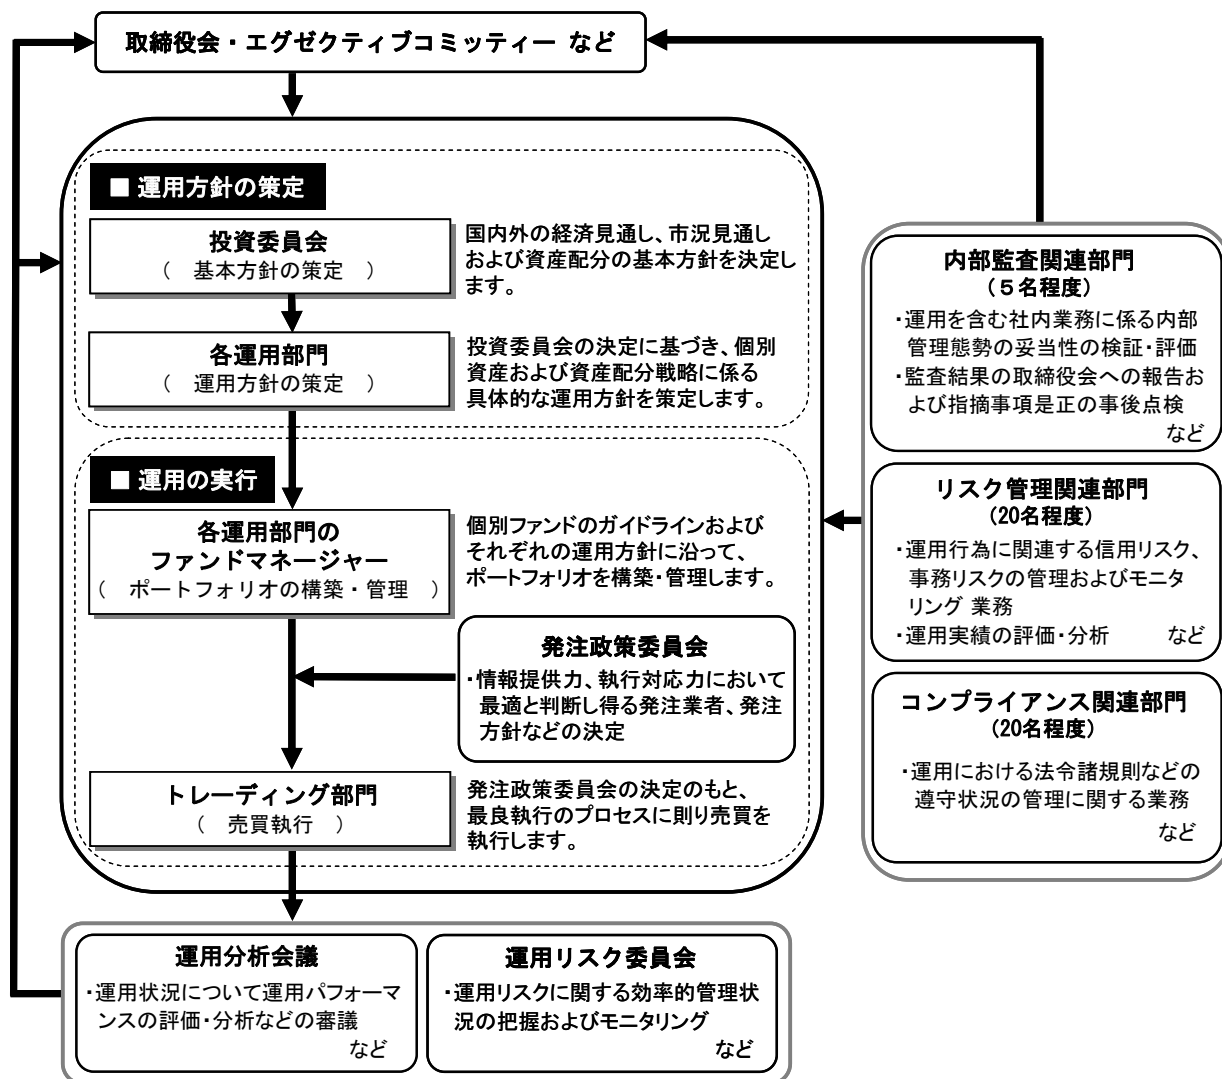 取締役会・エグゼクティブコミッティー など
■ 運用方針の策定
投資委員会
（ 基本方針の策定 ）
国内外の経済見通し、市況見通し
および資産配分の基本方針を決定し
ます。
各運用部門
（ 運用方針の策定 ）
投資委員会の決定に基づき、個別
資産および資産配分戦略に係る
具体的な運用方針を策定します。
■ 運用の実行
各運用部門の
ファンドマネージャー
（ ポートフォリオの構築・管理 ）
個別ファンドのガイドラインおよび
それぞれの運用方針に沿って、
ポートフォリオを構築・管理します。
発注政策委員会
・情報提供力、執行対応力において
最適と判断し得る発注業者、発注
方針などの決定
トレーディング部門
（ 売買執行 ）
発注政策委員会の決定のもと、
最良執行のプロセスに則り売買を
執行します。
運用分析会議
・運用状況について運用パフォーマ
ンスの評価・分析などの審議
など
運用リスク委員会
・運用リスクに関する効率的管理状
況の把握およびモニタリング
など
内部監査関連部門
（５名程度）
・運用を含む社内業務に係る内部
管理態勢の妥当性の検証・評価
・監査結果の取締役会への報告お
よび指摘事項是正の事後点検
など
リスク管理関連部門
（20名程度）
・運用行為に関連する信用リスク、
事務リスクの管理およびモニタ
リング 業務
・運用実績の評価・分析 など
コンプライアンス関連部門
（20名程度）
・運用における法令諸規則などの
遵守状況の管理に関する業務
など